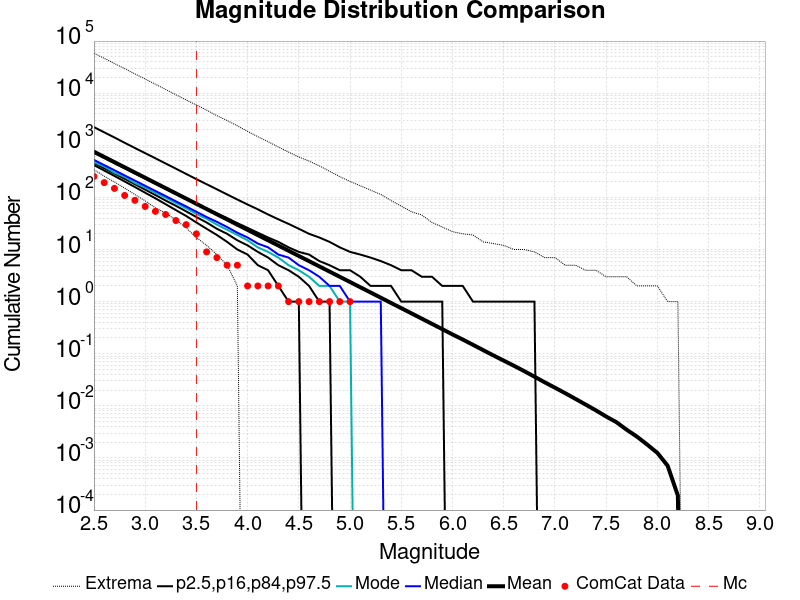 Magnitude Distribution Comparison
10^5
10^4
10^3
10^2
10^1
10^0
10^-1
10^-2
10^-3
10^-4
Cumulative Number
2.5 3.0 3.5 4.0 4.5 5.0 5.5 6.0 6.5 7.0 7.5 8.0 8.5 9.0
Magnitude
Extrema p2.5,p16,p84,p97.5 Mode Median Mean ComCat Data Mc